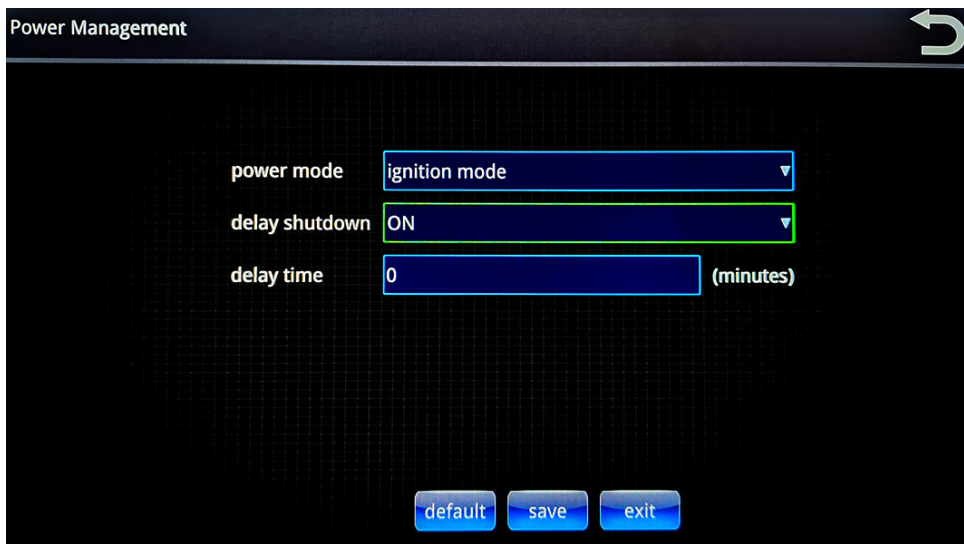 Power Management
power mode ignition mode
delay shutdown ON
delay time 0 (minutes)
default save exit